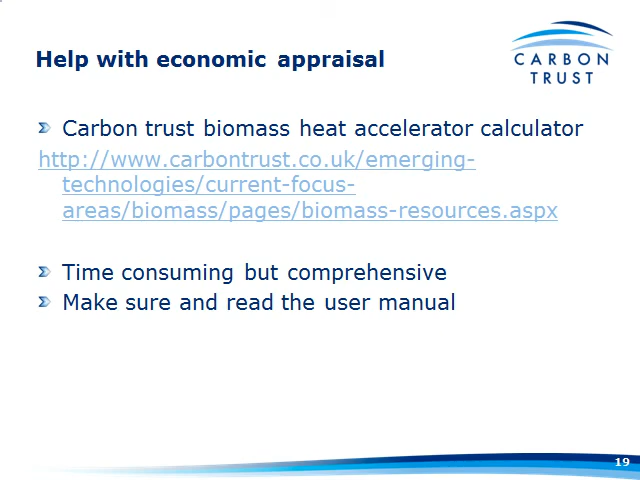 Help with economic appraisal
CARBON
TRUST
Carbon trust biomass heat accelerator calculator
http://www.carbontrust.co.uk/emerging-
technologies/current-focus-
areas/biomass/pages/biomass-resources.aspx
Time consuming but comprehensive
Make sure and read the user manual
19